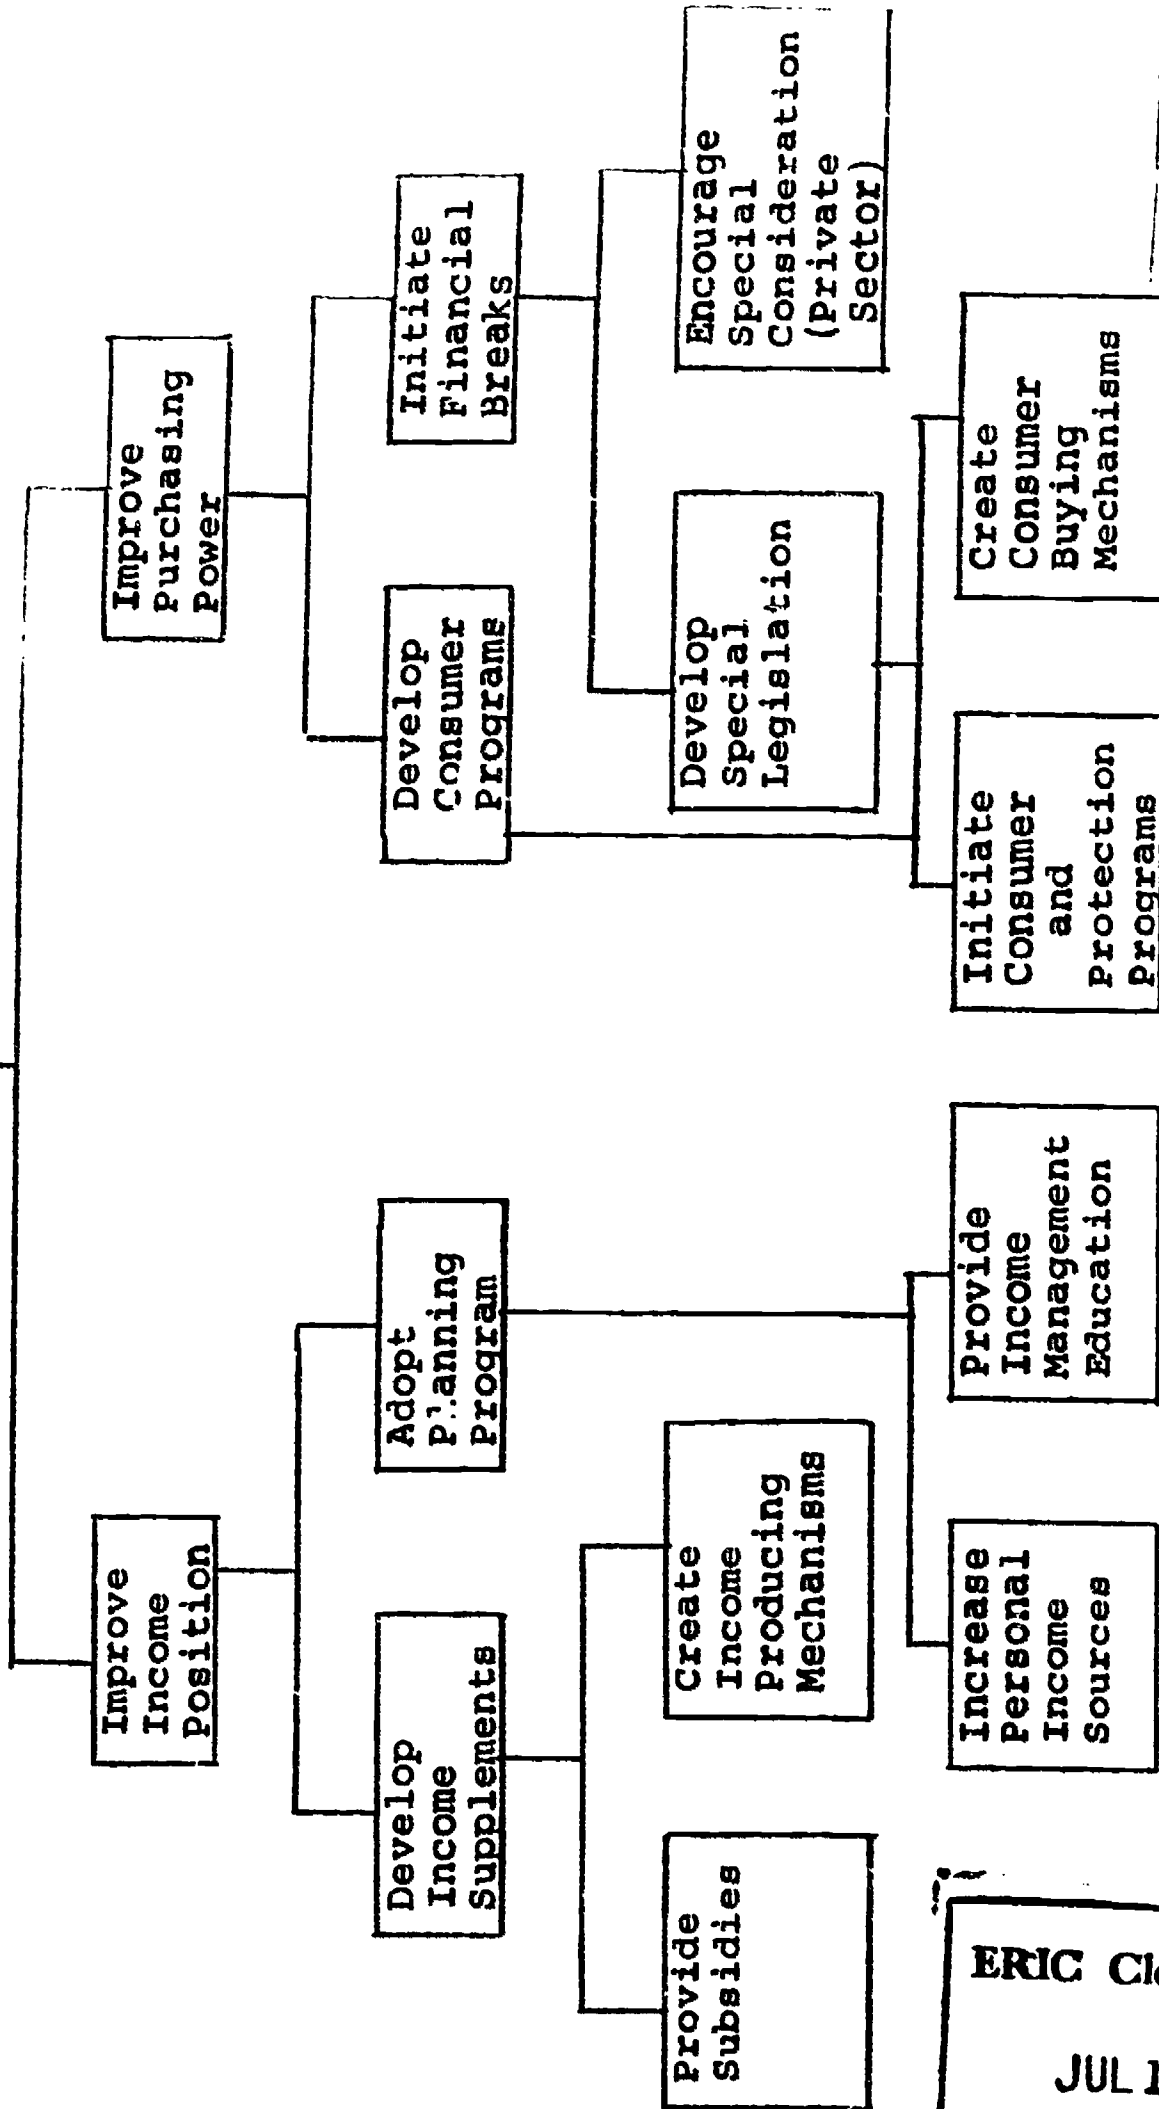 Improve
Income
Position
Improve
Purchasing
Power
Develop
Income
Supplements
Adopt
Planning
Program
Develop
Consumer
Programs
Initiate
Financial
Breaks
Provide
Subsidies
Create
Income
Producing
Mechanisms
Develop
Special
Legislation
Encourage
Special
Consideration
(Private
Sector)
Increase
Personal
Income
Sources
Provide
Income
Management
Education
Initiate
Consumer
and
Protection
Programs
Create
Consumer
Buying
Mechanisms
ERIC
JUL